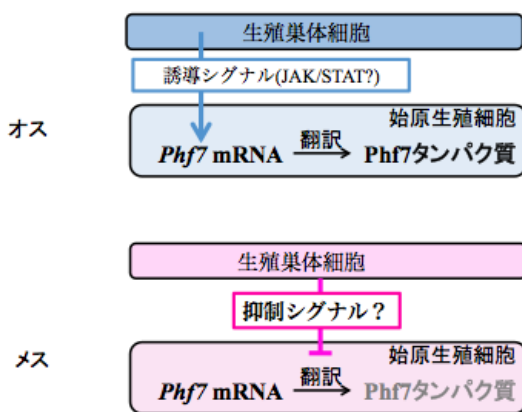 生殖巣体細胞
誘導シグナル(JAK/STAT?)
オス
始原生殖細胞
Phf7 mRNA 翻訳 Phf7タンパク質
生殖巣体細胞
抑制シグナル？
メス
始原生殖細胞
Phf7 mRNA 翻訳 Phf7タンパク質